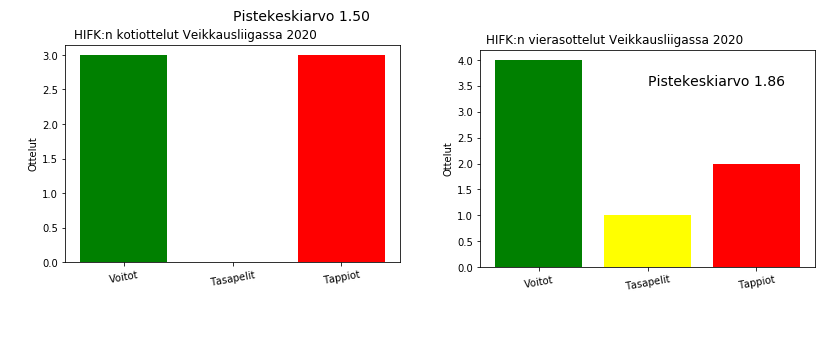 Pistekeskiarvo 1.50
HIFK:n kotiottelut Veikkausliigassa 2020
3.0
2.5
2.0
1.5
1.0
0.5
0.0
Ottelut
Voitot
Tasapelit
Tappiot
HIFK:n vierasottelut Veikkausliigassa 2020
Pistekeskiarvo 1.86
4.0
3.5
3.0
2.5
2.0
1.5
1.0
0.5
0.0
Ottelut
Voitot
Tasapelit
Tappiot